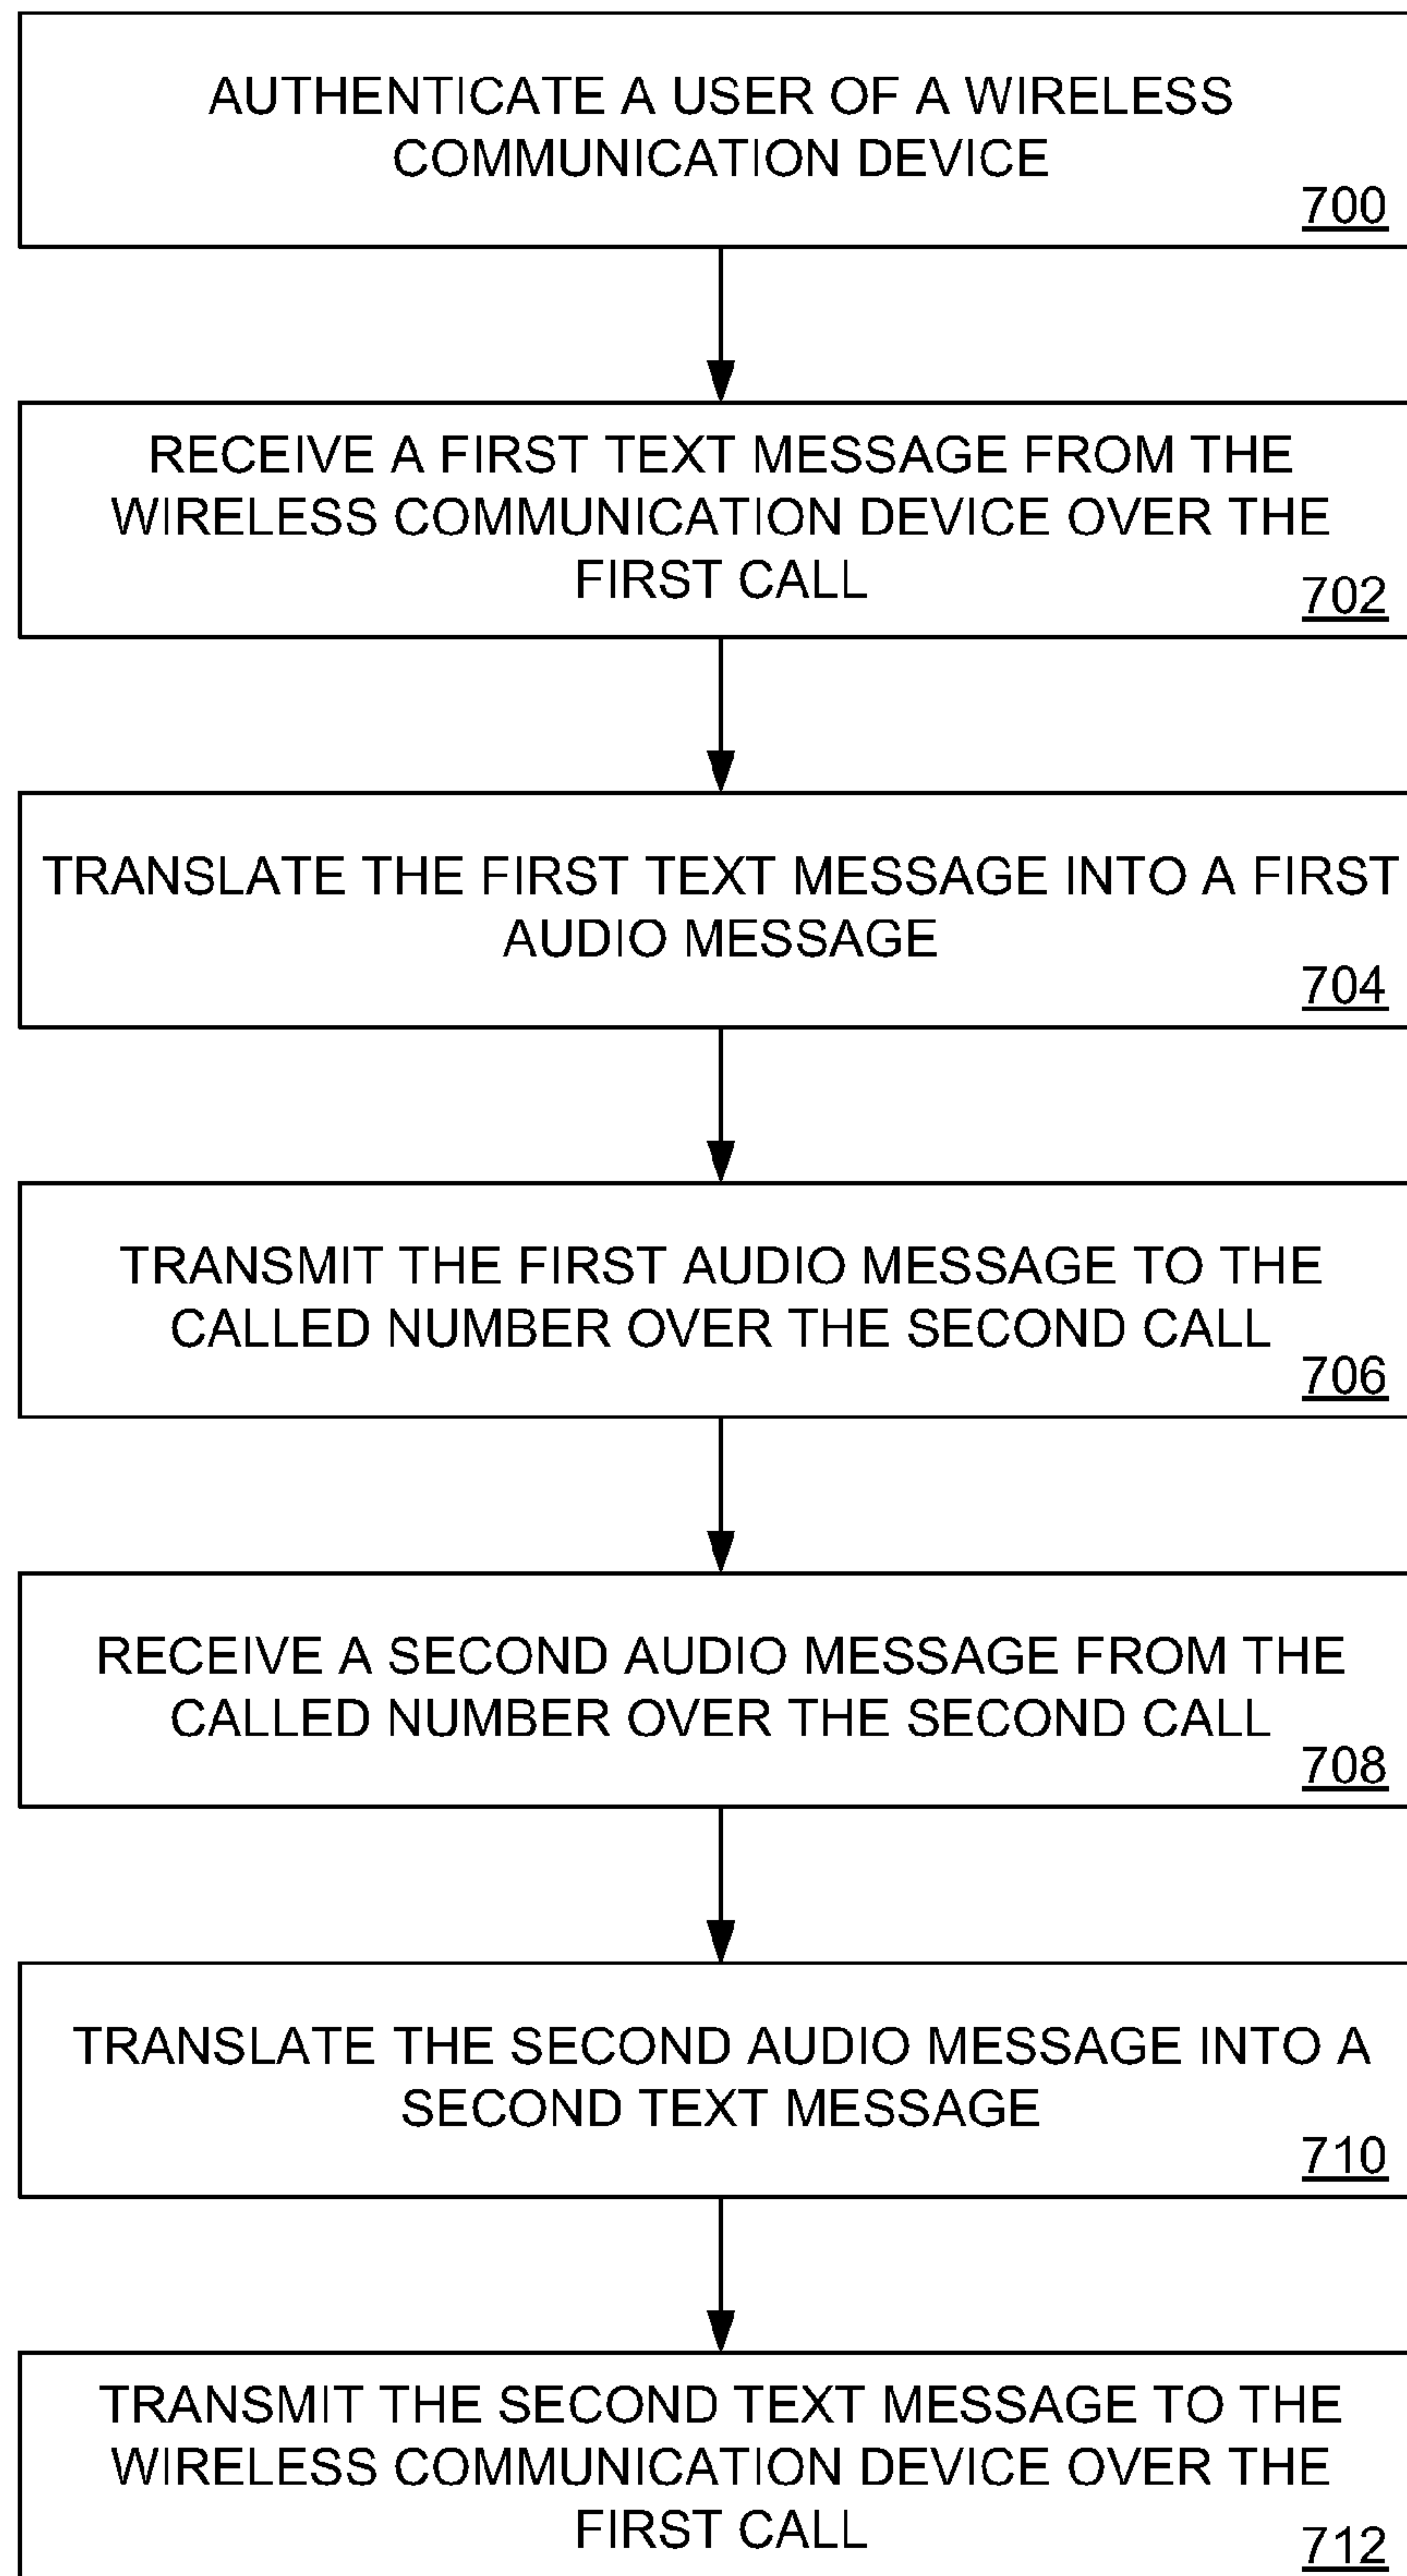 AUTHENTICATE A USER OF A WIRELESS
COMMUNICATION DEVICE
700
RECEIVE A FIRST TEXT MESSAGE FROM THE
WIRELESS COMMUNICATION DEVICE OVER THE
FIRST CALL
702
TRANSLATE THE FIRST TEXT MESSAGE INTO A FIRST
AUDIO MESSAGE
704
TRANSMIT THE FIRST AUDIO MESSAGE TO THE
CALLED NUMBER OVER THE SECOND CALL
706
RECEIVE A SECOND AUDIO MESSAGE FROM THE
CALLED NUMBER OVER THE SECOND CALL
708
TRANSLATE THE SECOND AUDIO MESSAGE INTO A
SECOND TEXT MESSAGE
710
TRANSMIT THE SECOND TEXT MESSAGE TO THE
WIRELESS COMMUNICATION DEVICE OVER THE
FIRST CALL
712